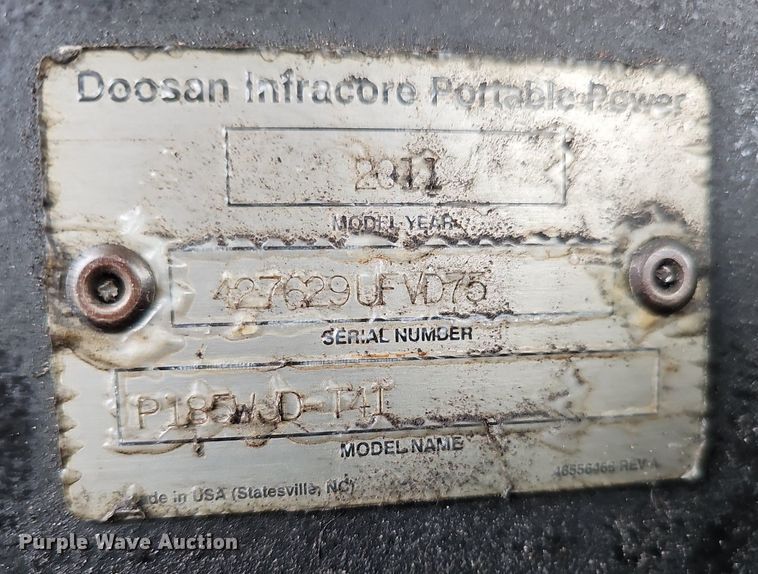 Doosan Infracore Portable Power
2011
MODEL YEAR
427629UFVD75
SERIAL NUMBER
P185WJD-T4I
MODEL NAME
46556466 REV A
Made in USA (Statesville, NC)
Purple Wave Auction